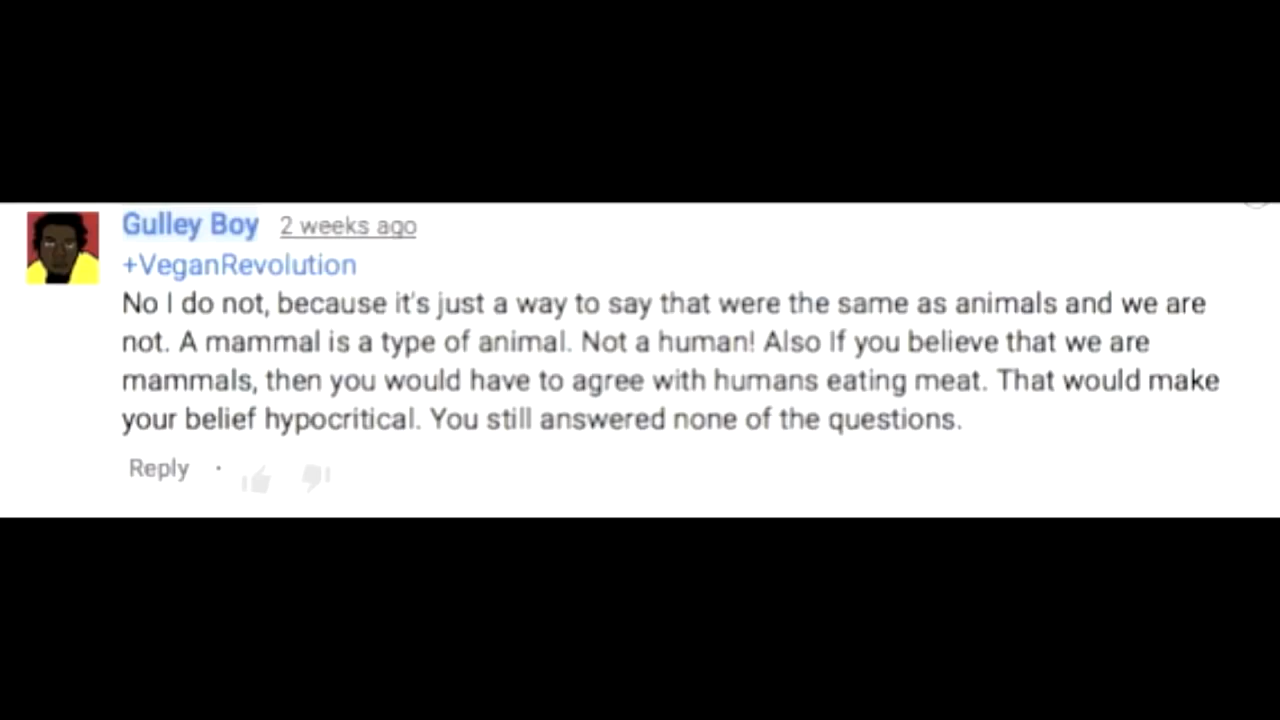 Gulley Boy 2 weeks ago
+VeganRevolution
No I do not, because it's just a way to say that were the same as animals and we are
not. A mammal is a type of animal. Not a human! Also If you believe that we are
mammals, then you would have to agree with humans eating meat. That would make
your belief hypocritical. You still answered none of the questions.
Reply ·